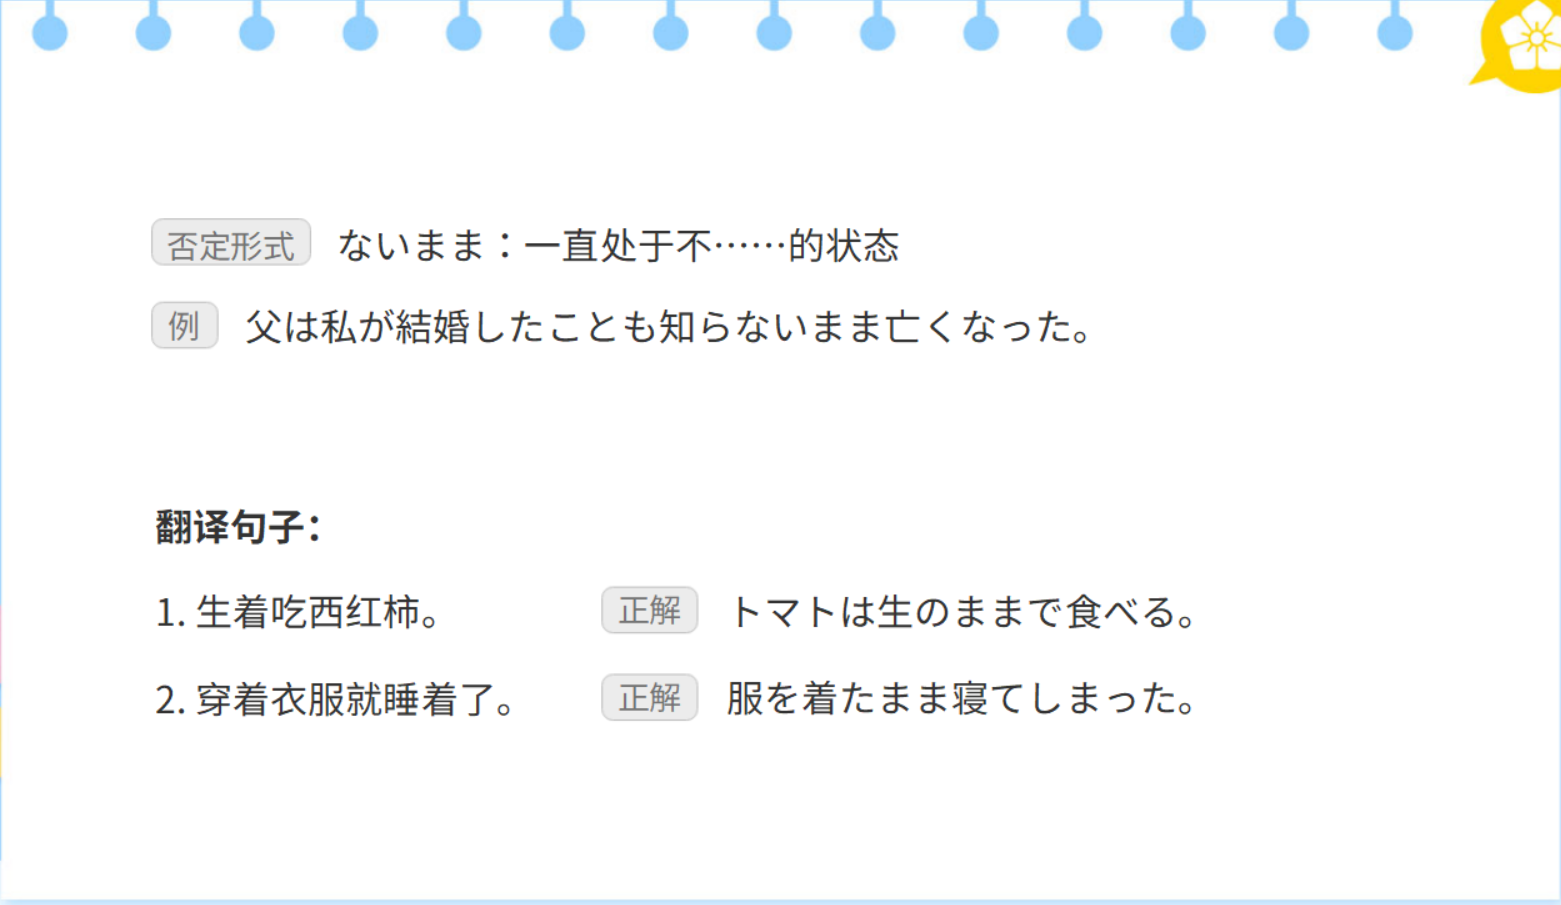 否定形式 ないまま：一直处于不……的状态
例 父は私が結婚したことも知らないまま亡くなった。
翻译句子：
1. 生着吃西红柿。 正解 トマトは生のままで食べる。
2. 穿着衣服就睡着了。 正解 服を着たまま寝てしまった。